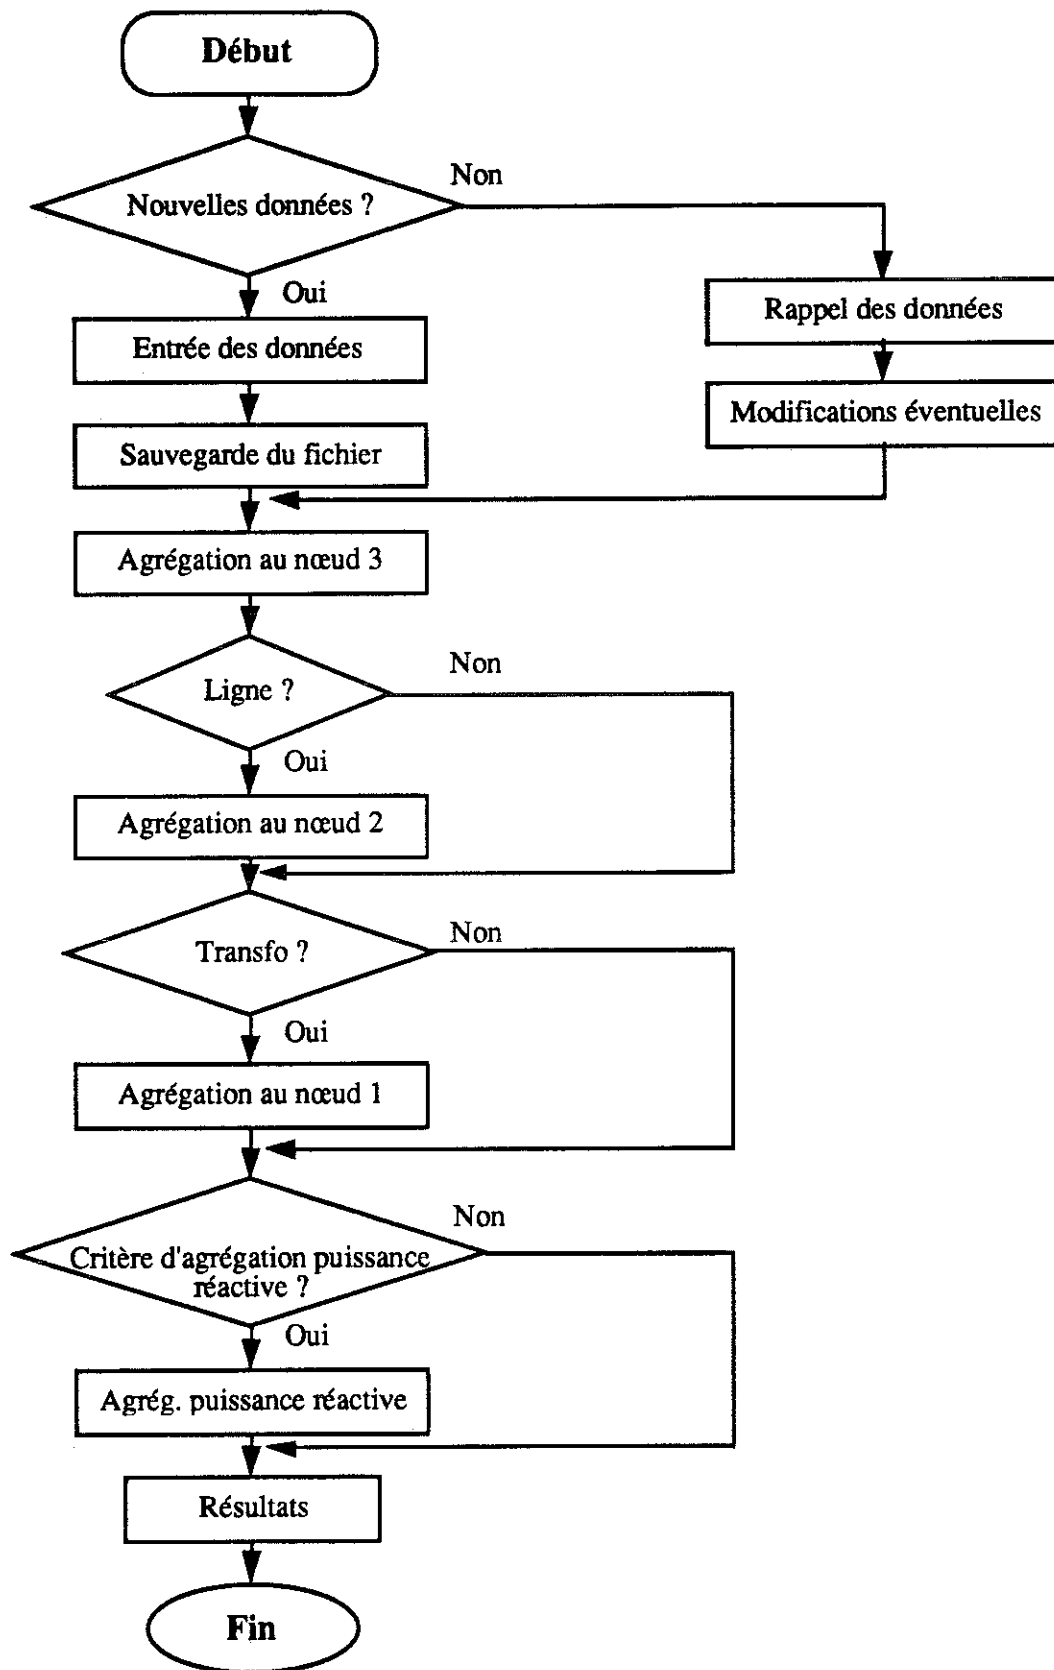 Début
Non
Nouvelles données ?
Oui
Rappel des données
Entrée des données
Modifications éventuelles
Sauvegarde du fichier
Agrégation au nœud 3
Non
Ligne ?
Oui
Agrégation au nœud 2
Non
Transfo ?
Oui
Agrégation au nœud 1
Non
Critère d'agrégation puissance
réactive ?
Oui
Agrég. puissance réactive
Résultats
Fin